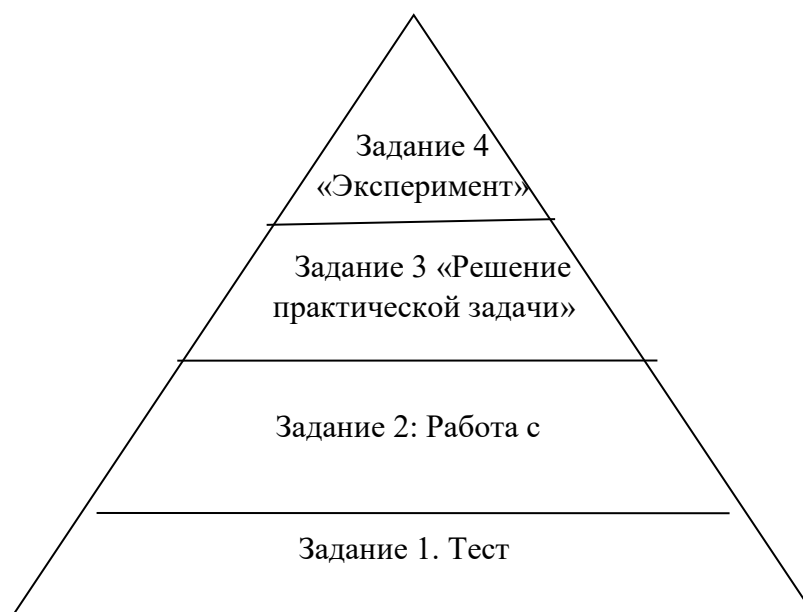 Задание 4
«Эксперимент»
Задание 3 «Решение
практической задачи»
Задание 2: Работа с
Задание 1. Тест